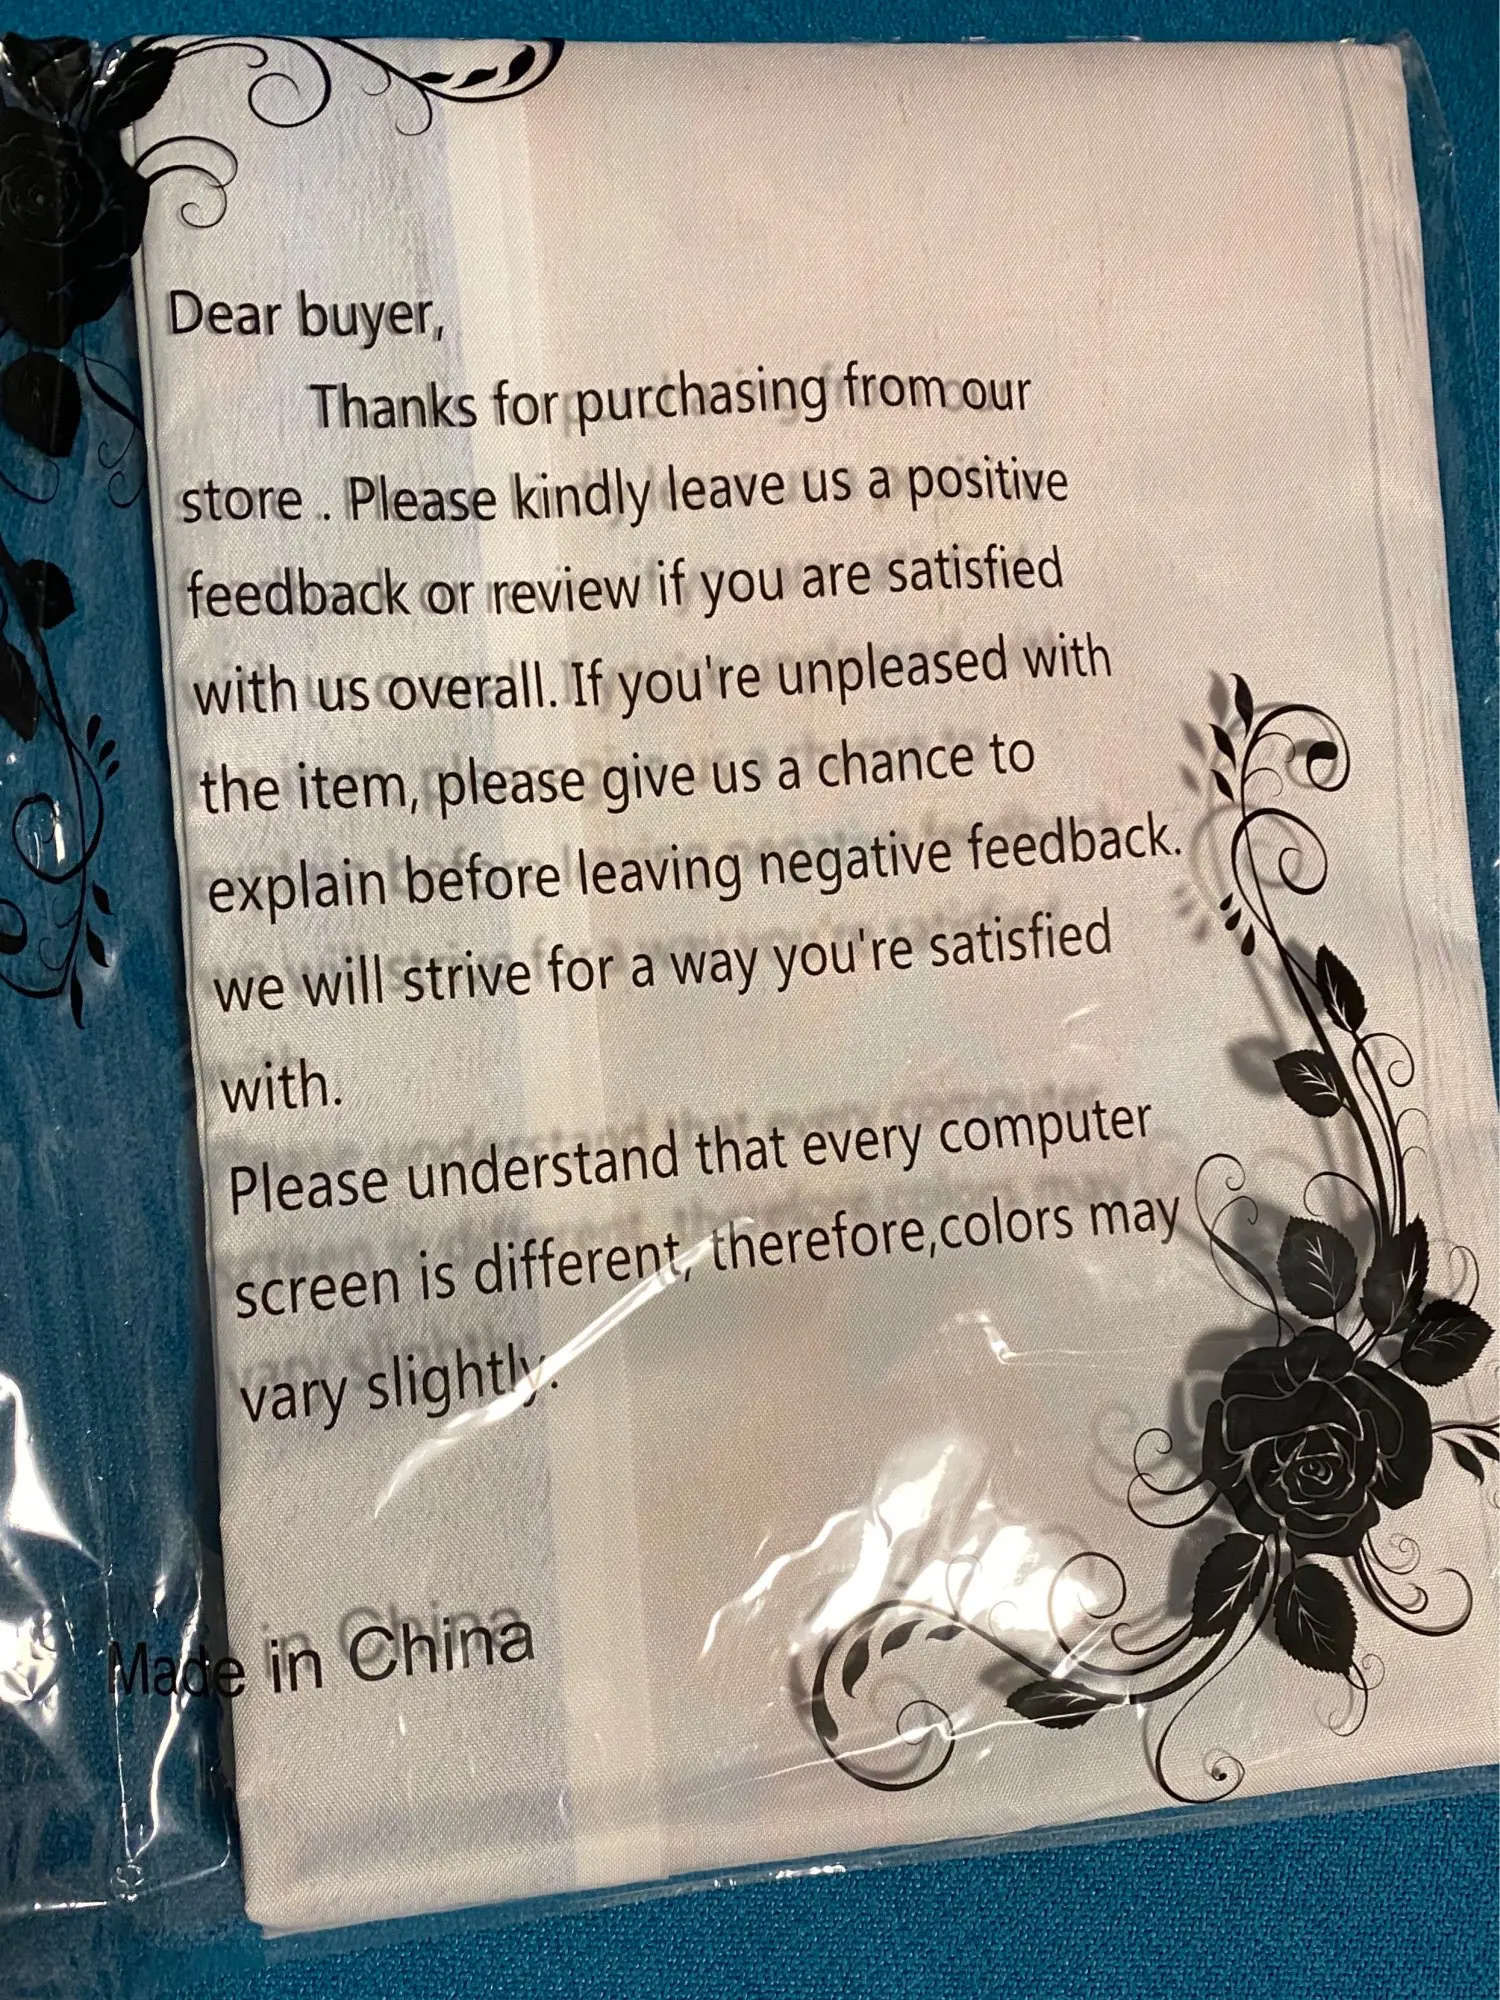 Dear buyer,
Thanks for purchasing from our
store . Please kindly leave us a positive
feedback or review if you are satisfied
with us overall. If you're unpleased with
the item, please give us a chance to
explain before leaving negative feedback.
we will strive for a way you're satisfied
with.
Please understand that every computer
screen is different, therefore,colors may
vary slightly.
Made in China